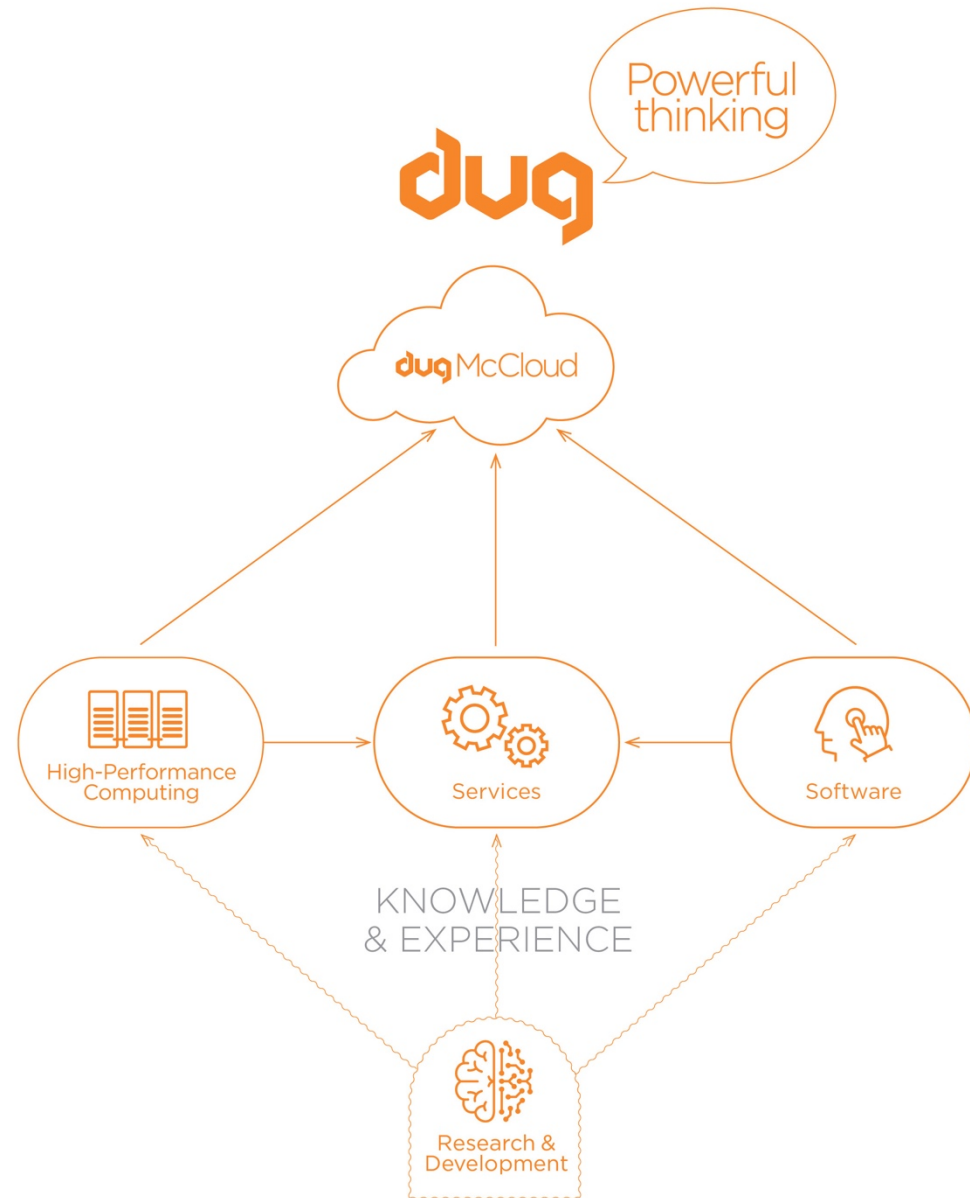 Powerful
thinking
dug
dug McCloud
High-Performance
Computing
Services
Software
KNOWLEDGE
& EXPERIENCE
Research &
Development